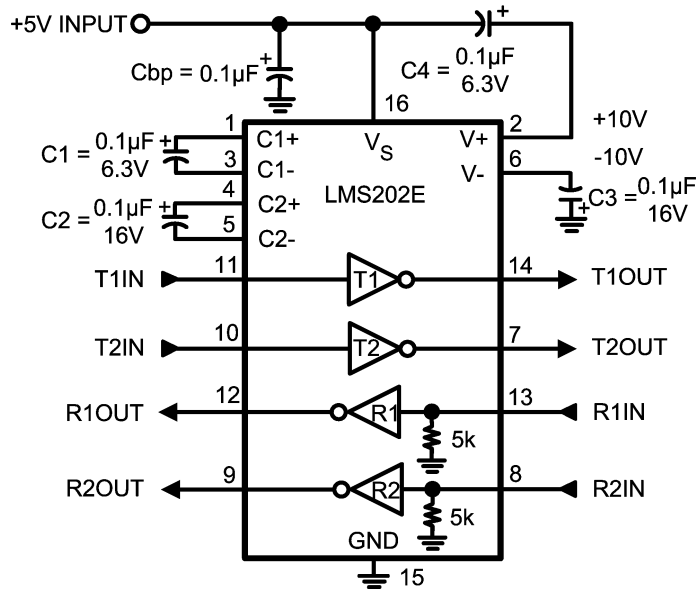 +5V INPUT
+
+
Cbp = 0.1µF
C4 = 0.1µF
6.3V
16
1
2
+10V
C1+
V+
VS
C1 = 0.1µF
+
6.3V
3
C1-
6
-10V
V-
LMS202E
4
C2+
C3 = 0.1µF
16V
+
C2 = 0.1µF
+
16V
5
C2-
T1IN
11
T1
14
T1OUT
T2IN
10
T2
7
T2OUT
R1OUT
12
R1
13
R1IN
5k
R2OUT
9
R2
8
R2IN
5k
GND
15